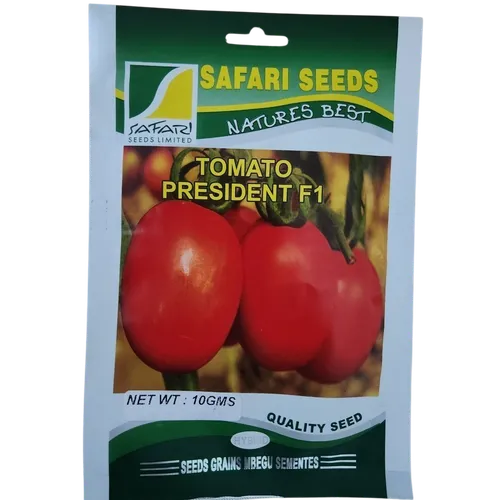 SAFARI SEEDS
NATURES BEST
SAFARI
SEEDS LIMITED
TOMATO
PRESIDENT F1
NET WT : 10GMS
QUALITY SEED
HYBRID
SEEDS GRAINS MBEGU SEMENTES